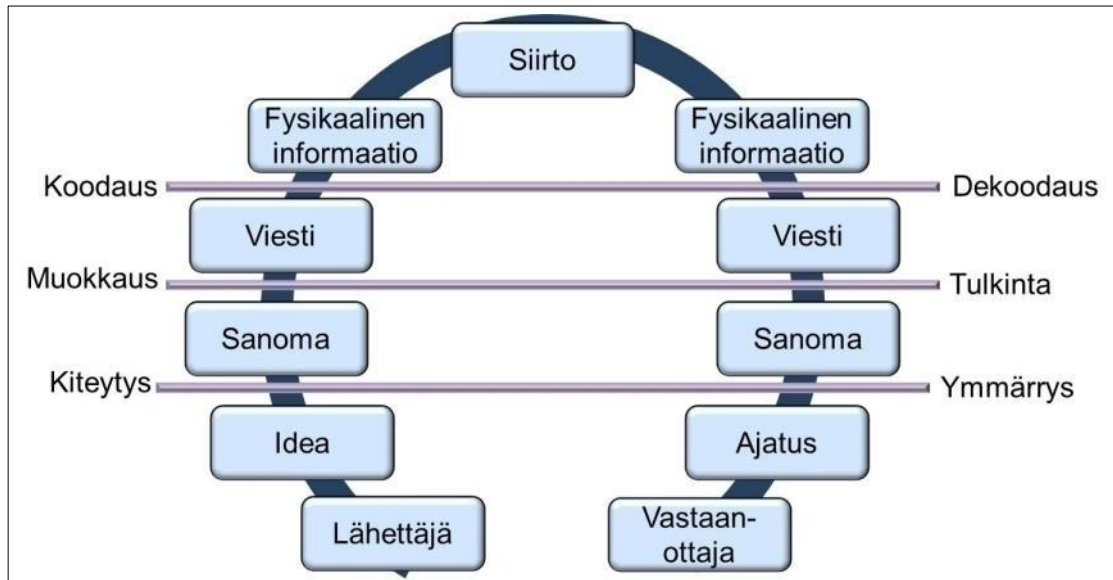 Siirto
Fysikaalinen
informaatio
Fysikaalinen
informaatio
Koodaus
Dekoodaus
Viesti
Viesti
Muokkaus
Tulkinta
Sanoma
Sanoma
Kiteytys
Ymmärrys
Idea
Ajatus
Lähettäjä
Vastaan-
ottaja